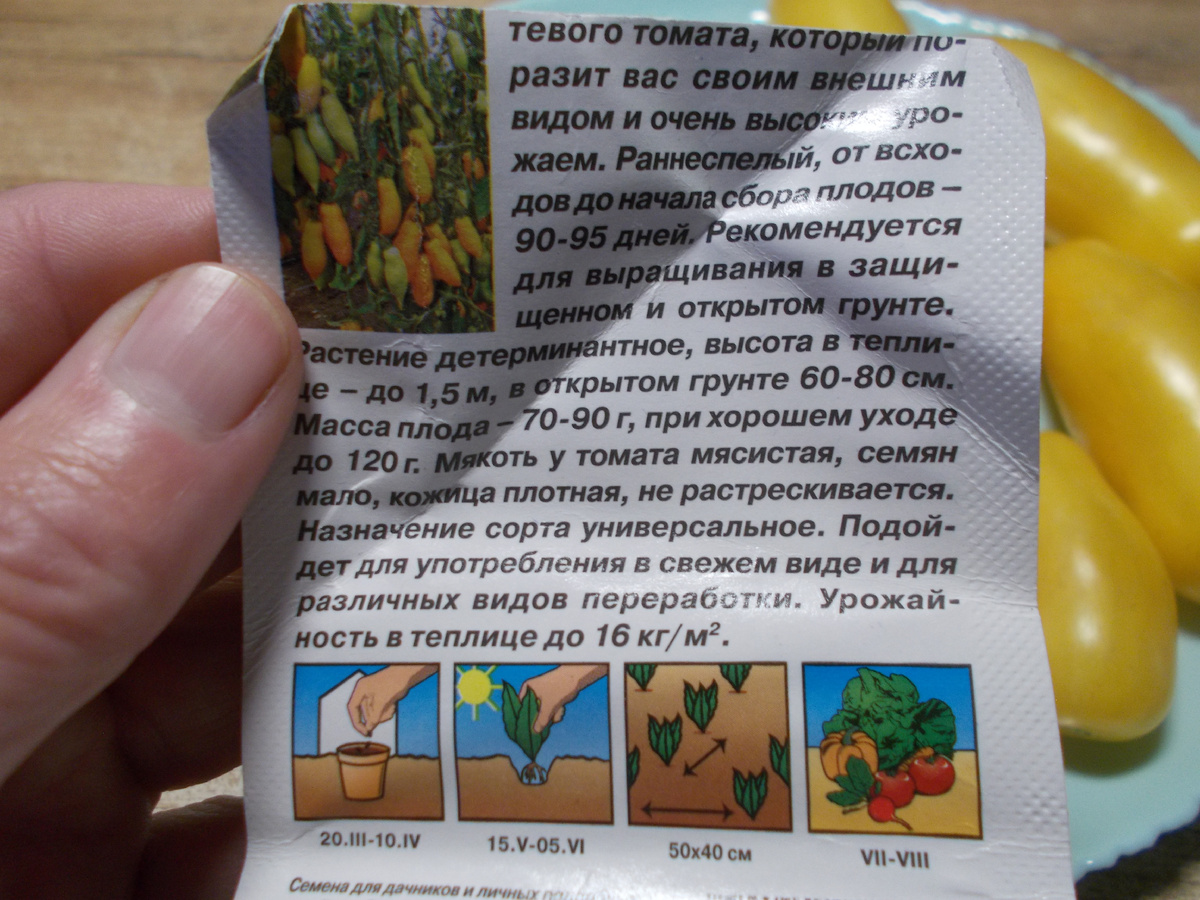 тевого томата, который по-
разит вас своим внешним
видом и очень высоким уро-
жаем. Раннеспелый, от всхо-
дов до начала сбора плодов –
90-95 дней. Рекомендуется
для выращивания в защи-
щенном и открытом грунте.
Растение детерминантное, высота в тепли-
це – до 1,5 м, в открытом грунте 60-80 см.
Масса плода – 70-90 г, при хорошем уходе
до 120 г. Мякоть у томата мясистая, семян
мало, кожица плотная, не растрескивается.
Назначение сорта универсальное. Подой-
дет для употребления в свежем виде и для
различных видов переработки. Урожай-
ность в теплице до 16 кг/м².
20.III-10.IV
15.V-05.VI
50х40 см
VII-VIII
Семена для дачников и личных